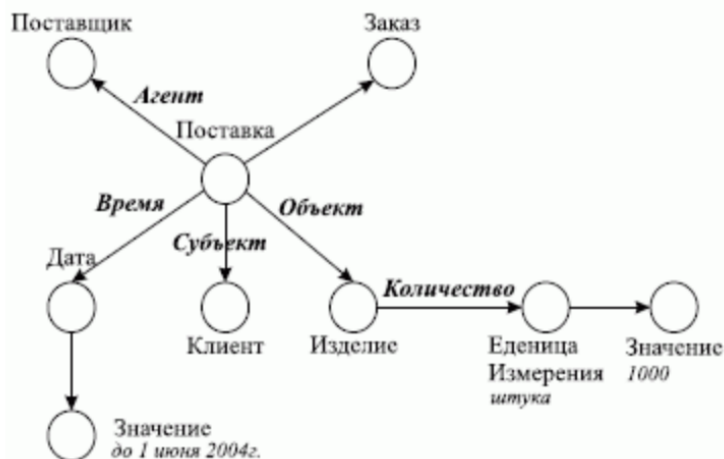 Поставщик
Заказ
Агент
Поставка
Время
Объект
Субъект
Дата
Количество
Клиент
Изделие
Еденица
Измерения
штука
Значение
1000
Значение
до 1 июня 2004г.